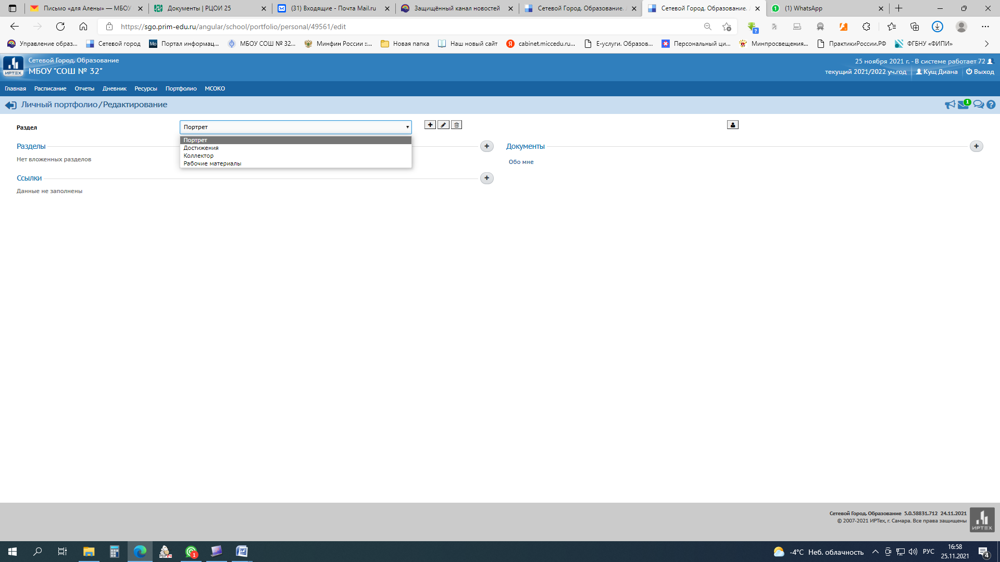 Письмо «для Алены» — МБОУ
Документы | РЦОИ 25
(31) Входящие - Почта Mail.ru
Защищённый канал новостей
Сетевой Город. Образование.
Сетевой Город. Образование.
(1) WhatsApp
https://sgo.prim-edu.ru/angular/school/portfolio/personal/49561/edit
Управление образ...
Сетевой город
Mo Портал информац...
МБОУ СОШ № 32...
Минфин России ::...
Новая папка
Наш новый сайт
Я cabinet.miccedu.ru...
Е-услуги. Образов...
Персональный ци...
Минпросвещения...
ПрактикиРоссии.РФ
ФГБНУ «ФИПИ»
ИРТЕХ
Сетевой Город. Образование
МБОУ "СОШ № 32"
25 ноября 2021 г. - В системе работает 72
текущий 2021/2022 уч.год
Кущ Диана
Выход
Главная Расписание Отчеты Дневник Ресурсы Портфолио МСОКО
Личный портфолио/Редактирование
1
Раздел
Портрет
Портрет
Достижения
Коллектор
Рабочие материалы
Разделы
Нет вложенных разделов
Ссылки
Данные не заполнены
Документы
Обо мне
Сетевой Город. Образование 5.0.58831.712 24.11.2021
© 2007-2021 ИРТех, г. Самара. Все права защищены
ИРТЕХ
PDF24
1
-4°C Неб. облачность
РУС
16:58
25.11.2021
4